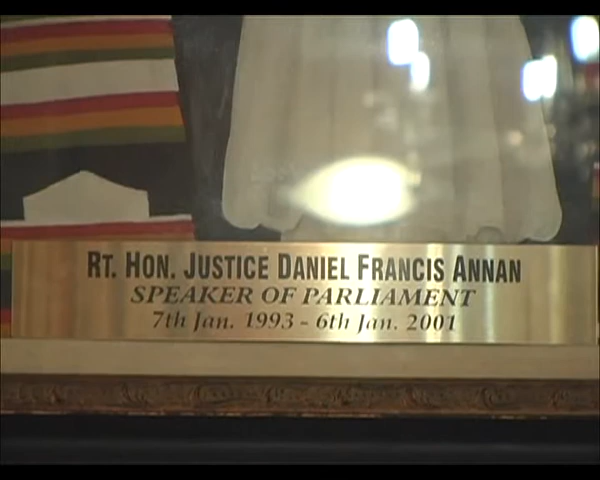 RT. HON. JUSTICE DANIEL FRANCIS ANNAN
SPEAKER OF PARLIAMENT
7th Jan. 1993 - 6th Jan. 2001